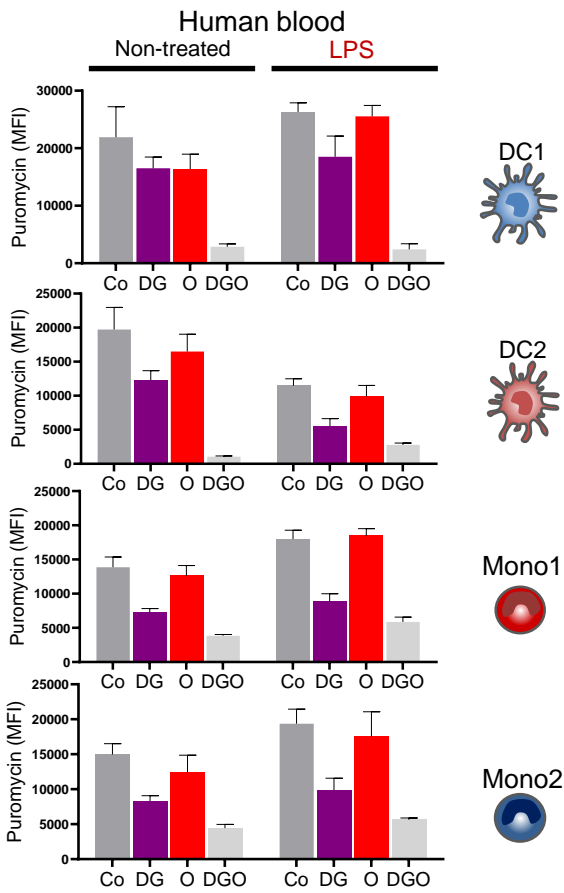 Human blood
Non-treated LPS
Puromycin (MFI)
30000
20000
10000
0
Co DG O DGO Co DG O DGO
DC1
Puromycin (MFI)
25000
20000
15000
10000
5000
0
Co DG O DGO Co DG O DGO
DC2
Puromycin (MFI)
25000
20000
15000
10000
5000
0
Co DG O DGO Co DG O DGO
Mono1
Puromycin (MFI)
25000
20000
15000
10000
5000
0
Co DG O DGO Co DG O DGO
Mono2